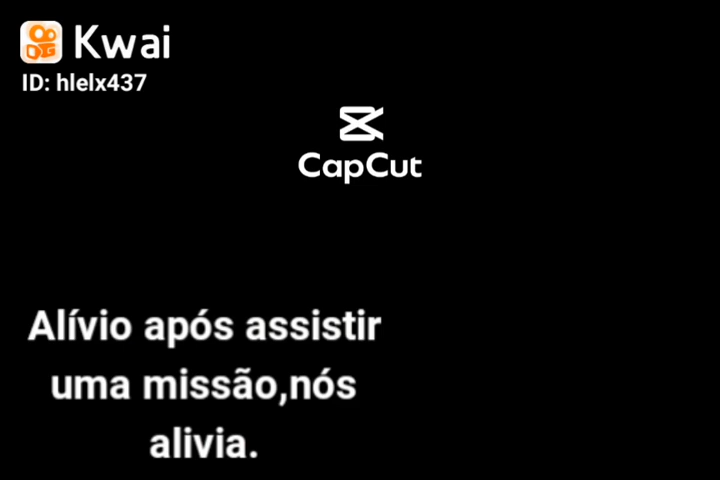 Kwai
ID: hlelx437
CapCut
Alívio após assistir
uma missão,nós
alivia.